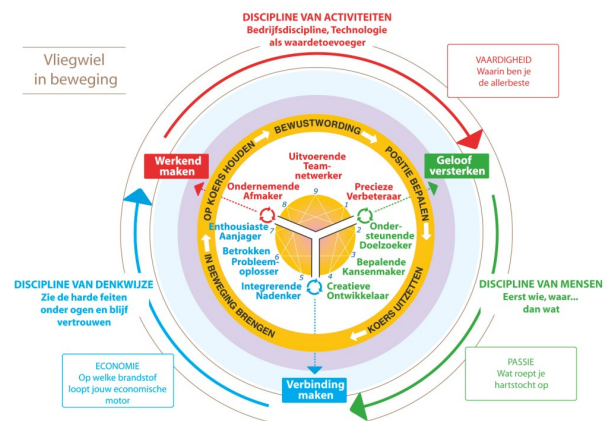 DISCIPLINE VAN ACTIVITEITEN
Bedrijfsdiscipline, Technologie
als waardetoevoeger
Vliegwiel
in beweging
VAARDIGHEID
Waarin ben je
de allerbeste
BEWUSTWORDING
POSITIE BEPALEN
KOERS UITZETTEN
IN BEWEGING BRENGEN
OP KOERS HOUDEN
Werkend
maken
Geloof
versterken
Uitvoerende
Team-
netwerker
Ondernemende
Afmaker
Precieze
Verbeteraar
9
8
1
7
2
6
3
5
4
Enthousiaste
Aanjager
Onder-
steunende
Doelzoeker
Betrokken
Probleem-
oplosser
Bepalende
Kansenmaker
Integrerende
Nadenker
Creatieve
Ontwikkelaar
DISCIPLINE VAN DENKWIJZE
Zie de harde feiten
onder ogen en blijf
vertrouwen
DISCIPLINE VAN MENSEN
Eerst wie, waar...
dan wat
ECONOMIE
Op welke brandstof
loopt jouw economische
motor
PASSIE
Wat roept je
hartstocht op
Verbinding
maken